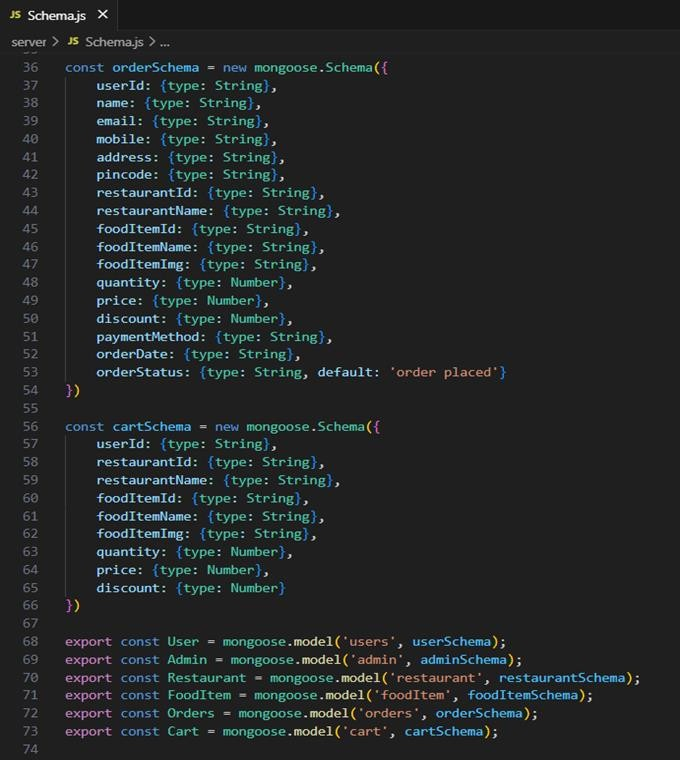 JS Schema.js ×
server > JS Schema.js > ...
36 const orderSchema = new mongoose.Schema({
37 userId: {type: String},
38 name: {type: String},
39 email: {type: String},
40 mobile: {type: String},
41 address: {type: String},
42 pincode: {type: String},
43 restaurantId: {type: String},
44 restaurantName: {type: String},
45 foodItemId: {type: String},
46 foodItemName: {type: String},
47 foodItemImg: {type: String},
48 quantity: {type: Number},
49 price: {type: Number},
50 discount: {type: Number},
51 paymentMethod: {type: String},
52 orderDate: {type: String},
53 orderStatus: {type: String, default: 'order placed'}
54 })
55
56 const cartSchema = new mongoose.Schema({
57 userId: {type: String},
58 restaurantId: {type: String},
59 restaurantName: {type: String},
60 foodItemId: {type: String},
61 foodItemName: {type: String},
62 foodItemImg: {type: String},
63 quantity: {type: Number},
64 price: {type: Number},
65 discount: {type: Number}
66 })
67
68 export const User = mongoose.model('users', userSchema);
69 export const Admin = mongoose.model('admin', adminSchema);
70 export const Restaurant = mongoose.model('restaurant', restaurantSchema);
71 export const FoodItem = mongoose.model('foodItem', foodItemSchema);
72 export const Orders = mongoose.model('orders', orderSchema);
73 export const Cart = mongoose.model('cart', cartSchema);
74